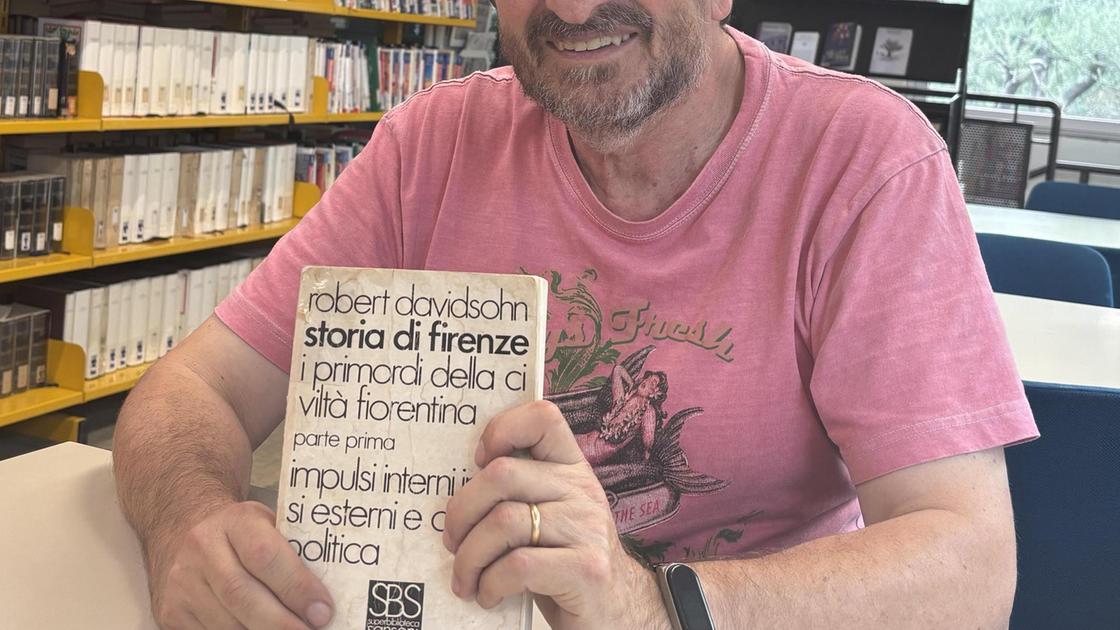 robert davidsohn
storia di firenze
i primordi della ci
viltà fiorentina
parte prima
impulsi interni
si esterni e
politica
SBS
superbiblioteca
sansoni
Fresh
THE SEA